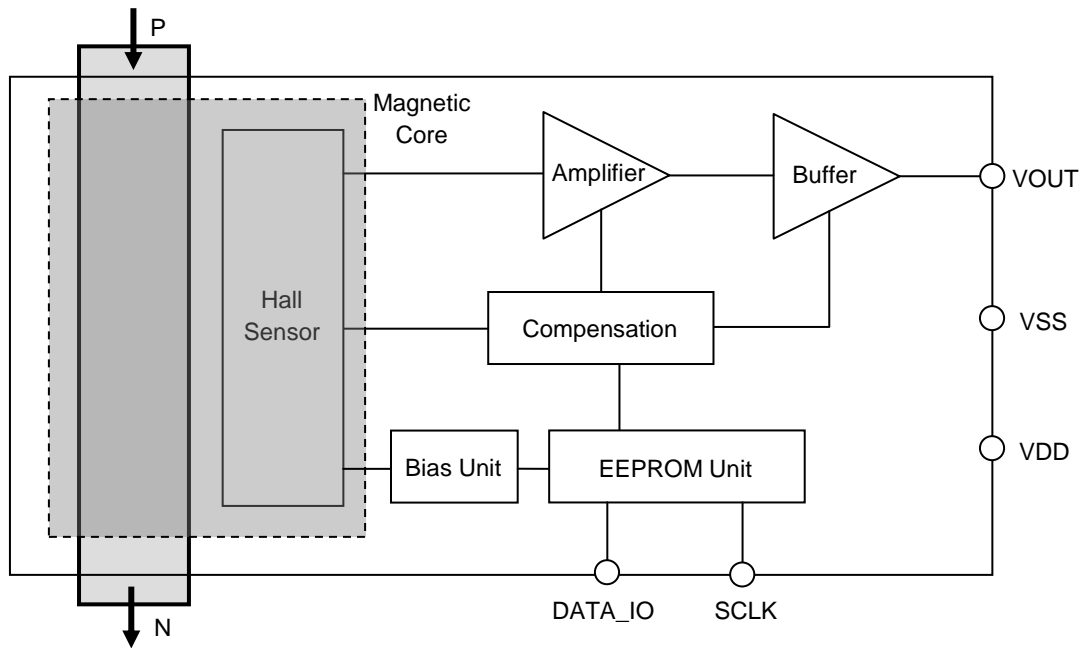 P
Magnetic
Core
Amplifier
Buffer
VOUT
Hall
Sensor
Compensation
VSS
Bias Unit
EEPROM Unit
VDD
DATA_IO
SCLK
N